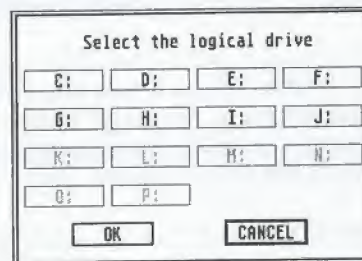 Select the logical drive
C: D: E: F:
G: H: I: J:
K: L: M: N:
O: P:
OK CANCEL